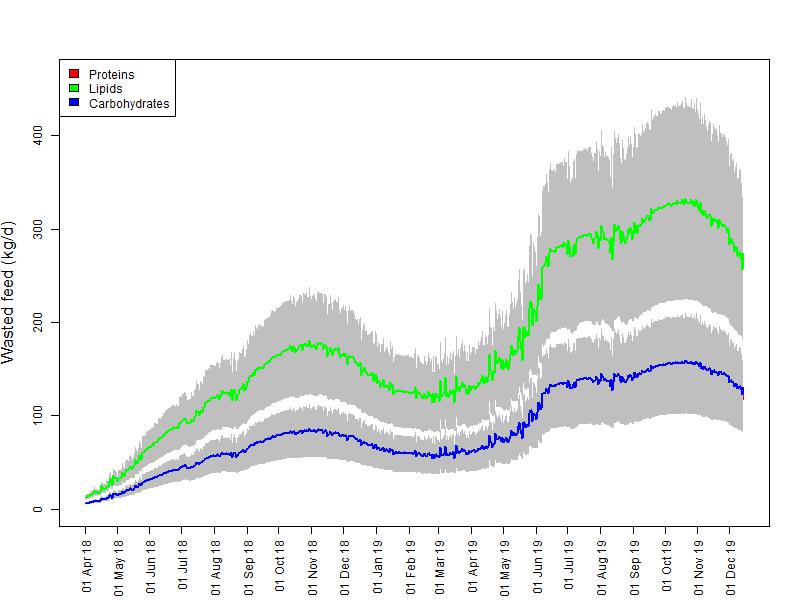 Proteins
Lipids
Carbohydrates
Wasted feed (kg/d)
400
300
200
100
0
01 Apr 18
01 May 18
01 Jun 18
01 Jul 18
01 Aug 18
01 Sep 18
01 Oct 18
01 Nov 18
01 Dec 18
01 Jan 19
01 Feb 19
01 Mar 19
01 Apr 19
01 May 19
01 Jun 19
01 Jul 19
01 Aug 19
01 Sep 19
01 Oct 19
01 Nov 19
01 Dec 19